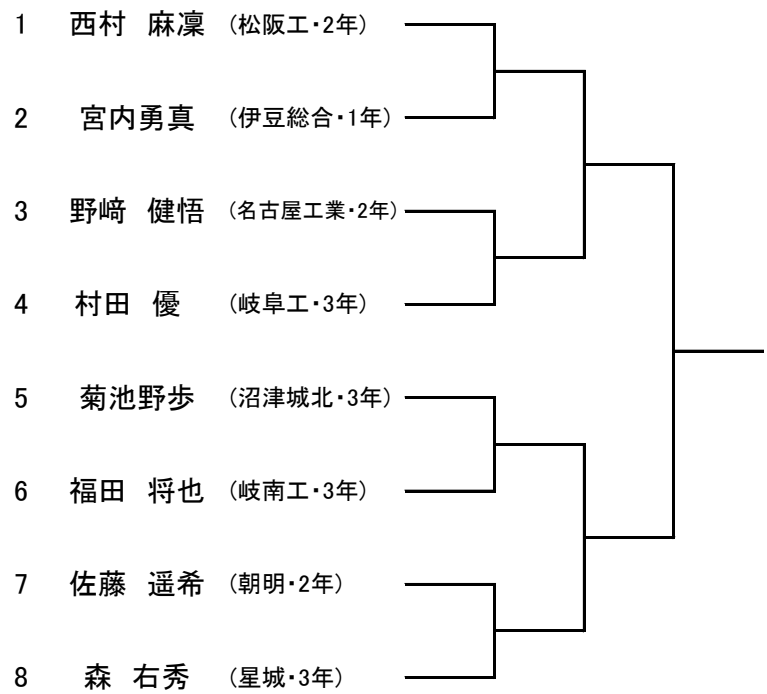 1 西村 麻凜 (松阪工・2年)
2 宮内勇真 (伊豆総合・1年)
3 野﨑 健悟 (名古屋工業・2年)
4 村田 優 (岐阜工・3年)
5 菊池野歩 (沼津城北・3年)
6 福田 将也 (岐南工・3年)
7 佐藤 遥希 (朝明・2年)
8 森 右秀 (星城・3年)